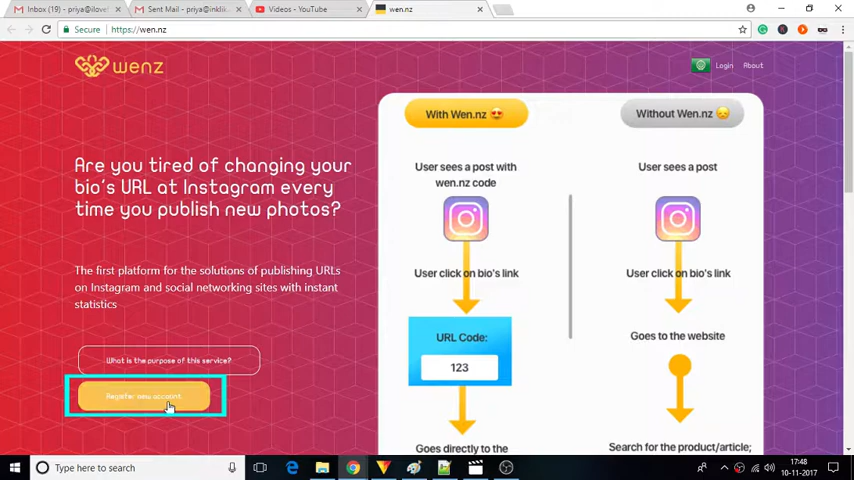 Inbox (19) - priya@ilove!
Sent Mail - priya@inklik
Videos - YouTube
wen.nz
Secure
https://wen.nz
wenz
Login
About
Are you tired of changing your
bio's URL at Instagram every
time you publish new photos?
The first platform for the solutions of publishing URLs
on Instagram and social networking sites with instant
statistics
What is the purpose of this service?
Register new account
With Wen.nz 😍
User sees a post with
wen.nz code
User click on bio's link
URL Code:
123
Goes directly to the
Without Wen.nz 😞
User sees a post
User click on bio's link
Goes to the website
Search for the product/article;
Type here to search
17:48
10-11-2017